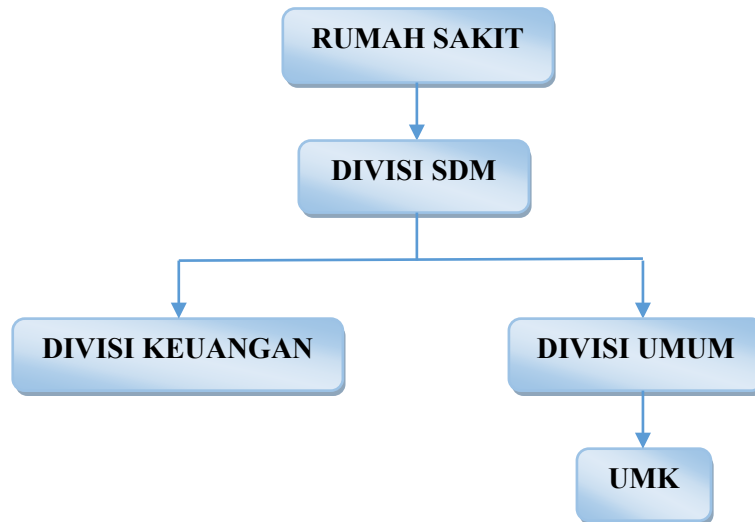 RUMAH SAKIT
DIVISI SDM
DIVISI KEUANGAN
DIVISI UMUM
UMK